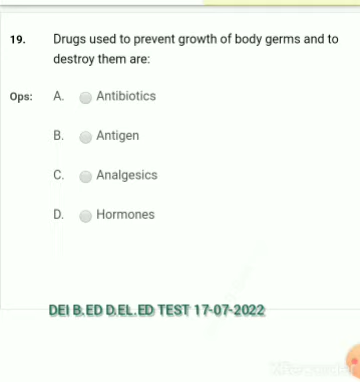 19. Drugs used to prevent growth of body germs and to
destroy them are:
Ops: A. Antibiotics
B. Antigen
C. Analgesics
D. Hormones
DEI B.ED D.EL.ED TEST 17-07-2022